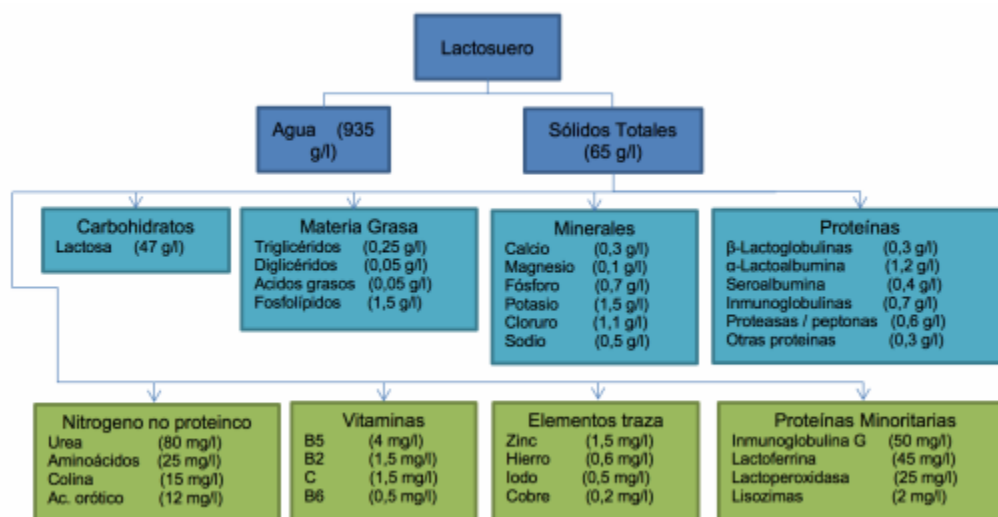 Lactosuero
Agua (935
g/l)
Sólidos Totales
(65 g/l)
Carbohidratos
Lactosa (47 g/l)
Materia Grasa
Triglicéridos (0,25 g/l)
Diglicéridos (0,05 g/l)
Acidos grasos (0,05 g/l)
Fosfolípidos (1,5 g/l)
Minerales
Calcio (0,3 g/l)
Magnesio (0,1 g/l)
Fósforo (0,7 g/l)
Potasio (1,5 g/l)
Cloruro (1,1 g/l)
Sodio (0,5 g/l)
Proteínas
β-Lactoglobulinas (0,3 g/l)
α-Lactoalbumina (1,2 g/l)
Seroalbumina (0,4 g/l)
Inmunoglobulinas (0,7 g/l)
Proteasas / peptonas (0,6 g/l)
Otras proteinas (0,3 g/l)
Nitrogeno no proteinco
Urea (80 mg/l)
Aminoácidos (25 mg/l)
Colina (15 mg/l)
Ac. orótico (12 mg/l)
Vitaminas
B5 (4 mg/l)
B2 (1,5 mg/l)
C (1,5 mg/l)
B6 (0,5 mg/l)
Elementos traza
Zinc (1,5 mg/l)
Hierro (0,6 mg/l)
Iodo (0,5 mg/l)
Cobre (0,2 mg/l)
Proteínas Minoritarias
Inmunoglobulina G (50 mg/l)
Lactoferrina (45 mg/l)
Lactoperoxidasa (25 mg/l)
Lisozimas (2 mg/l)